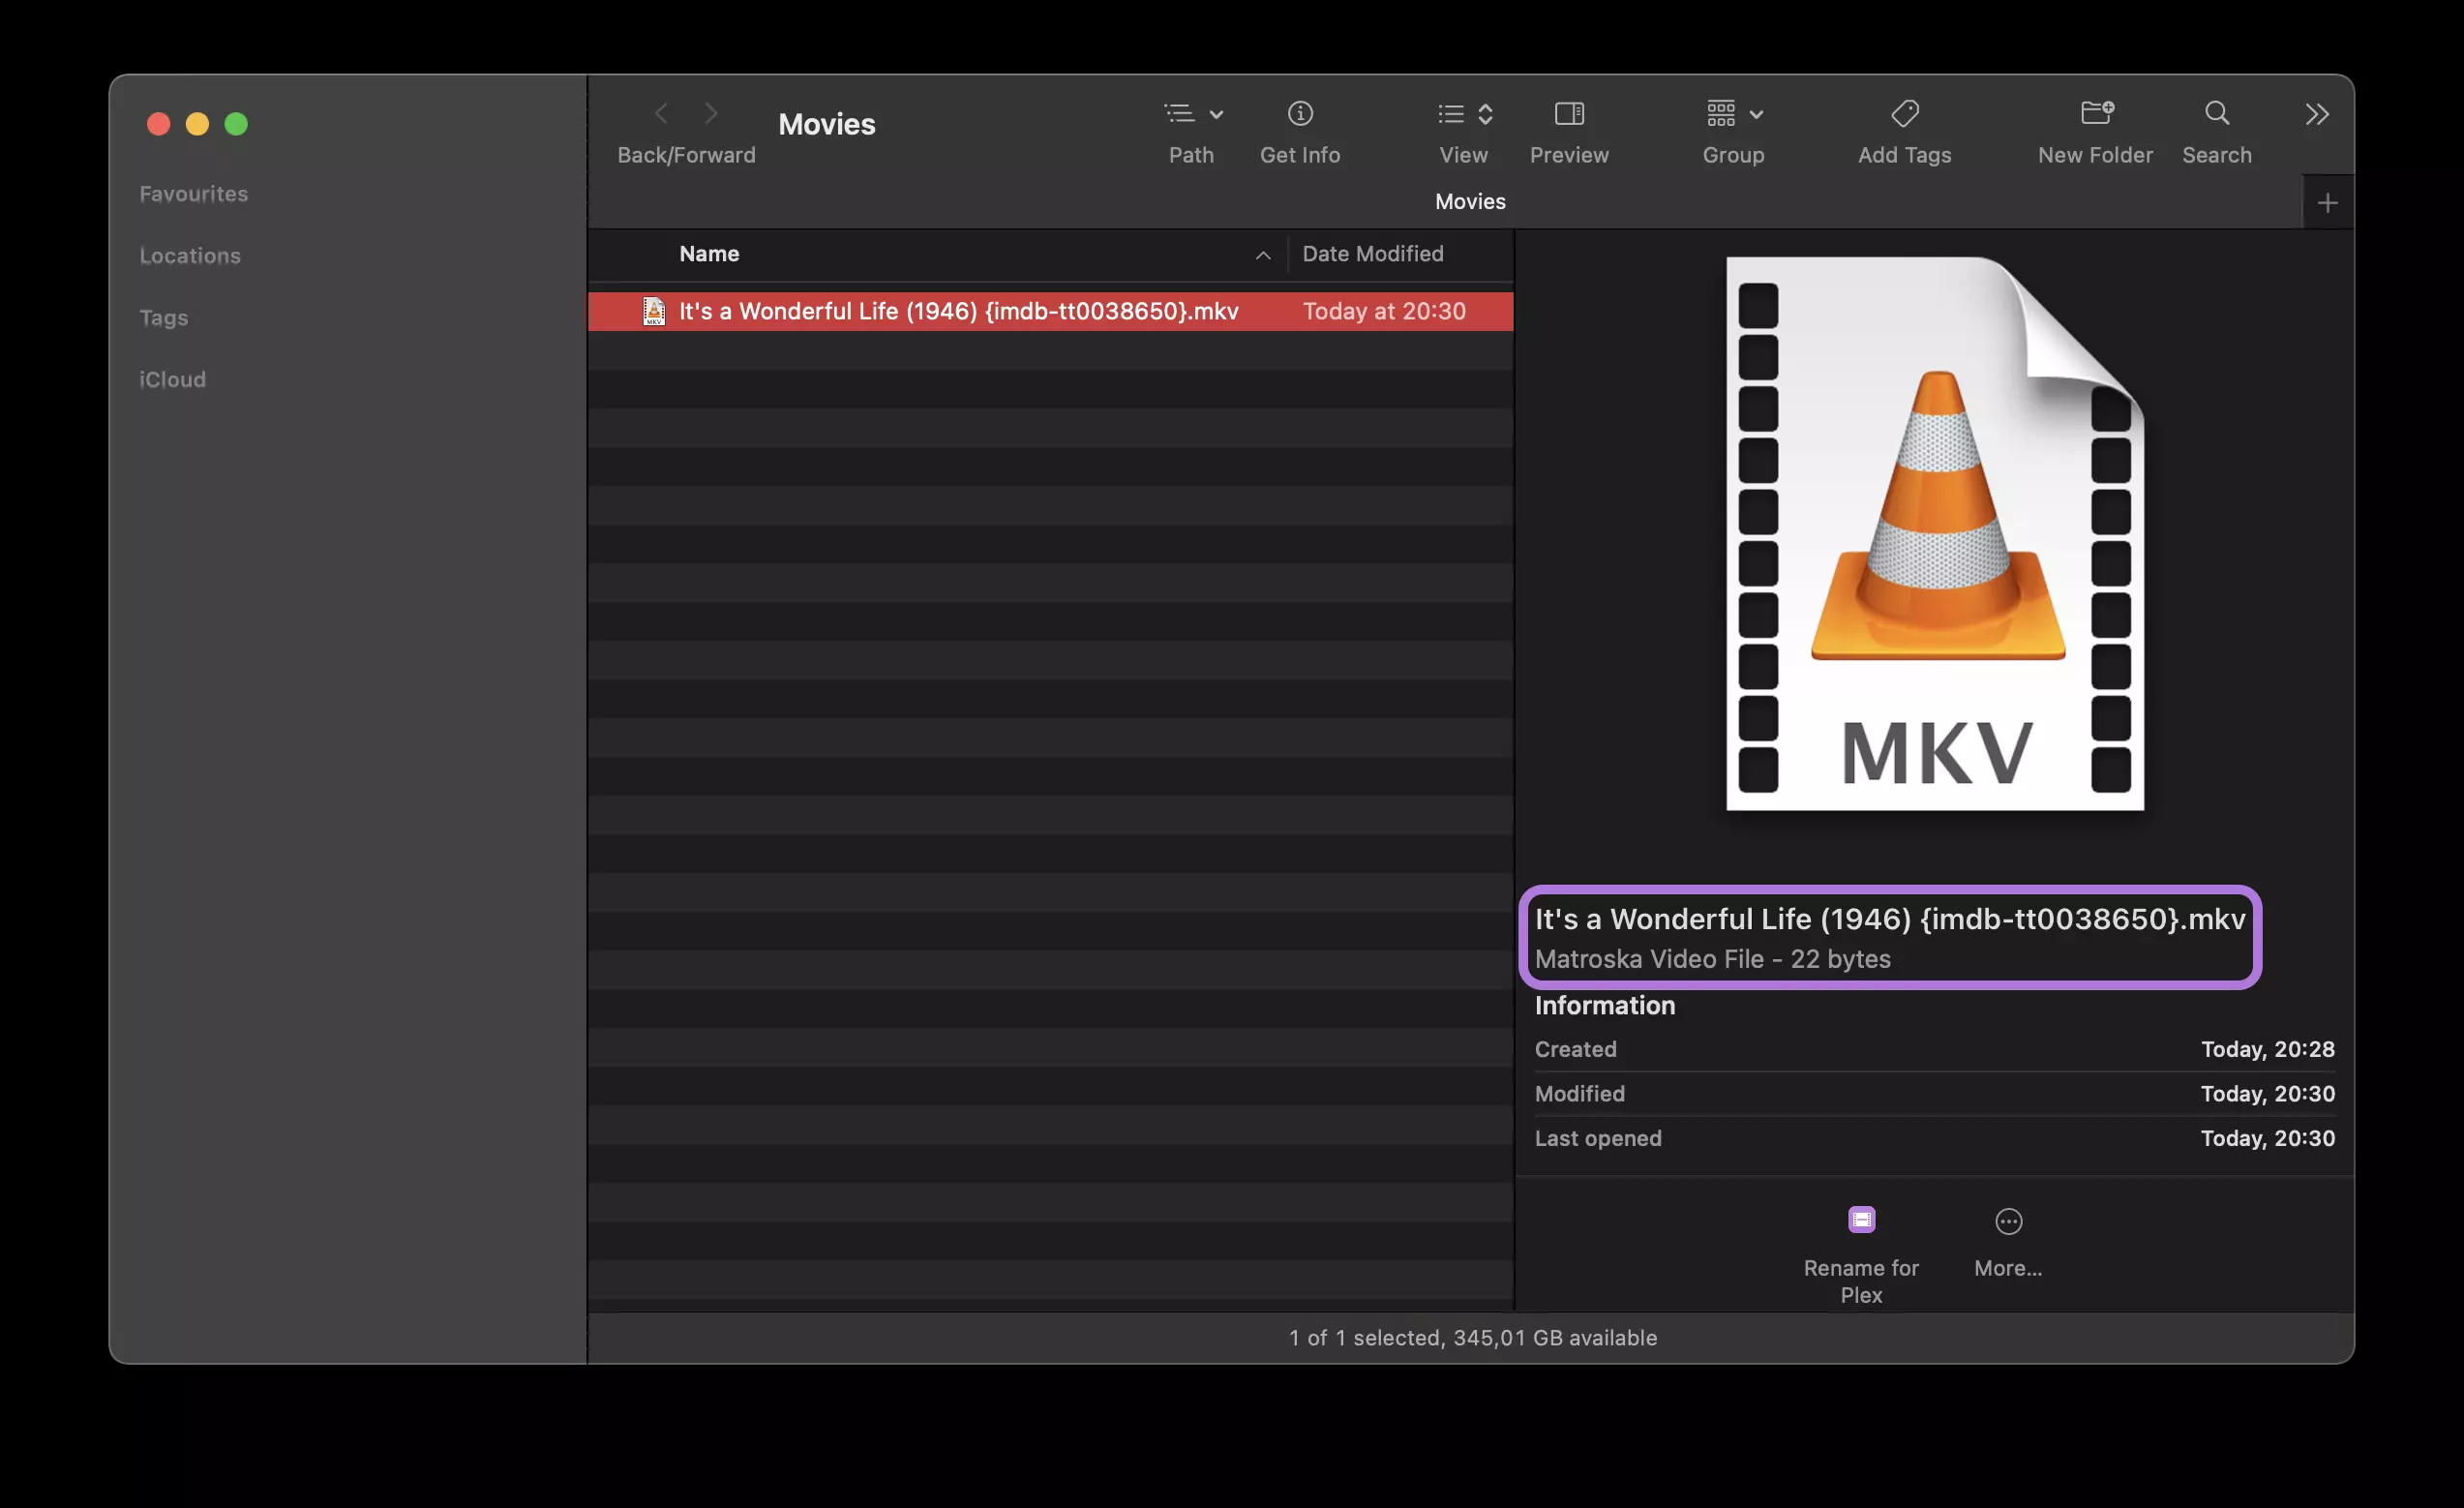 Back/Forward
Movies
Path
Get Info
View
Preview
Group
Add Tags
New Folder
Search
Favourites
Locations
Tags
iCloud
Movies
Name
Date Modified
It's a Wonderful Life (1946) {imdb-tt0038650}.mkv
Today at 20:30
MKV
It's a Wonderful Life (1946) {imdb-tt0038650}.mkv
Matroska Video File - 22 bytes
Information
Created
Today, 20:28
Modified
Today, 20:30
Last opened
Today, 20:30
Rename for
Plex
More...
1 of 1 selected, 345,01 GB available